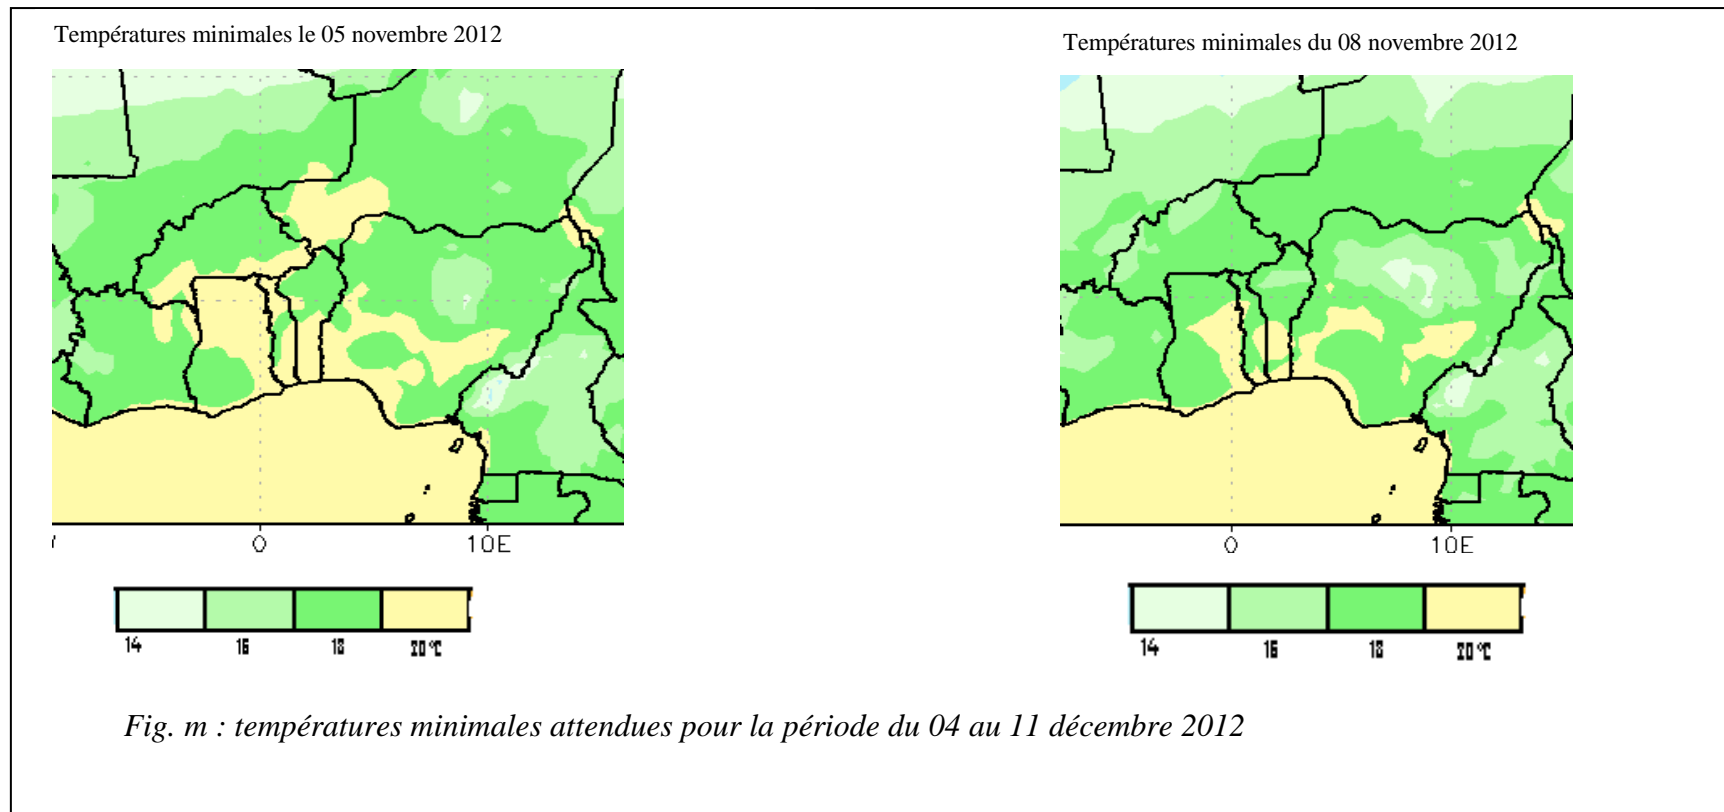 Températures minimales le 05 novembre 2012
Températures minimales du 08 novembre 2012
0
10E
0
10E
14
16
18
20 °C
14
16
18
20 °C
Fig. m : températures minimales attendues pour la période du 04 au 11 décembre 2012